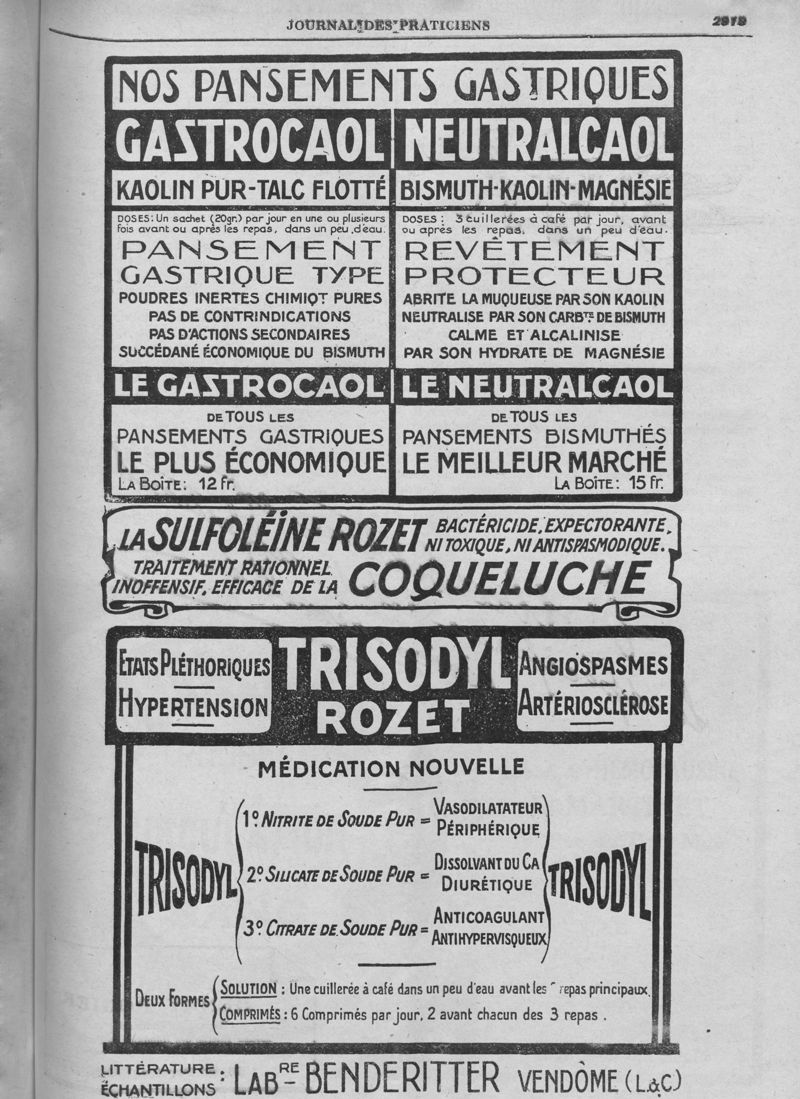 JOURNAL DES PRATICIENS
NOS PANSEMENTS GASTRIQUES
GASTROCAOL
KAOLIN PUR-TALC FLOTTÉ
DOSES: Un sachet (20gr.) par jour en une ou plusieurs
fois avant ou après les repas, dans un peu d'eau.
PANSEMENT
GASTRIQUE TYPE
POUDRES INERTES CHIMIQT PURES
PAS DE CONTRINDICATIONS
PAS D'ACTIONS SECONDAIRES
SUCCÉDANÉ ÉCONOMIQUE DU BISMUTH
LE GASTROCAOL
DE TOUS LES
PANSEMENTS GASTRIQUES
LE PLUS ÉCONOMIQUE
LA BOÎTE: 12 fr.
NEUTRALCAOL
BISMUTH-KAOLIN-MAGNÉSIE
DOSES: 3 cuillerées à café par jour, avant
ou après les repas, dans un peu d'eau.
REVÊTEMENT
PROTECTEUR
ABRITE LA MUQUEUSE PAR SON KAOLIN
NEUTRALISE PAR SON CARBTE DE BISMUTH
CALME ET ALCALINISE
PAR SON HYDRATE DE MAGNÉSIE
LE NEUTRALCAOL
DE TOUS LES
PANSEMENTS BISMUTHÉS
LE MEILLEUR MARCHÉ
LA BOÎTE: 15 fr.
LA SULFOLÉINE ROZET BACTÉRICIDE, EXPECTORANTE,
NI TOXIQUE, NI ANTISPASMODIQUE.
TRAITEMENT RATIONNEL
INOFFENSIF, EFFICACE DE LA COQUELUCHE
ETATS PLÉTHORIQUES
HYPERTENSION
TRISODYL
ROZET
ANGIOSPASMES
ARTÉRIOSCLÉROSE
MÉDICATION NOUVELLE
TRISODYL
1º NITRITE DE SOUDE PUR = VASODILATATEUR
PÉRIPHÉRIQUE
2º SILICATE DE SOUDE PUR = DISSOLVANT DU CA
DIURÉTIQUE
3º CITRATE DE SOUDE PUR = ANTICOAGULANT
ANTIHYPERVISQUEUX
TRISODYL
DEUX FORMES
SOLUTION : Une cuillerée à café dans un peu d'eau avant les repas principaux.
COMPRIMÉS : 6 Comprimés par jour, 2 avant chacun des 3 repas.
LITTÉRATURE :
ÉCHANTILLONS : LABRE BENDERITTER VENDÔME (L.&C.)